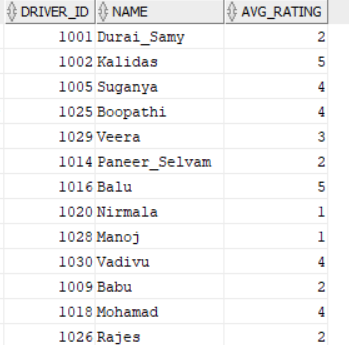 DRIVER_ID NAME AVG_RATING
1001 Durai_Samy 2
1002 Kalidas 5
1005 Suganya 4
1025 Boopathi 4
1029 Veera 3
1014 Paneer_Selvam 2
1016 Balu 5
1020 Nirmala 1
1028 Manoj 1
1030 Vadivu 4
1009 Babu 2
1018 Mohamad 4
1026 Rajes 2